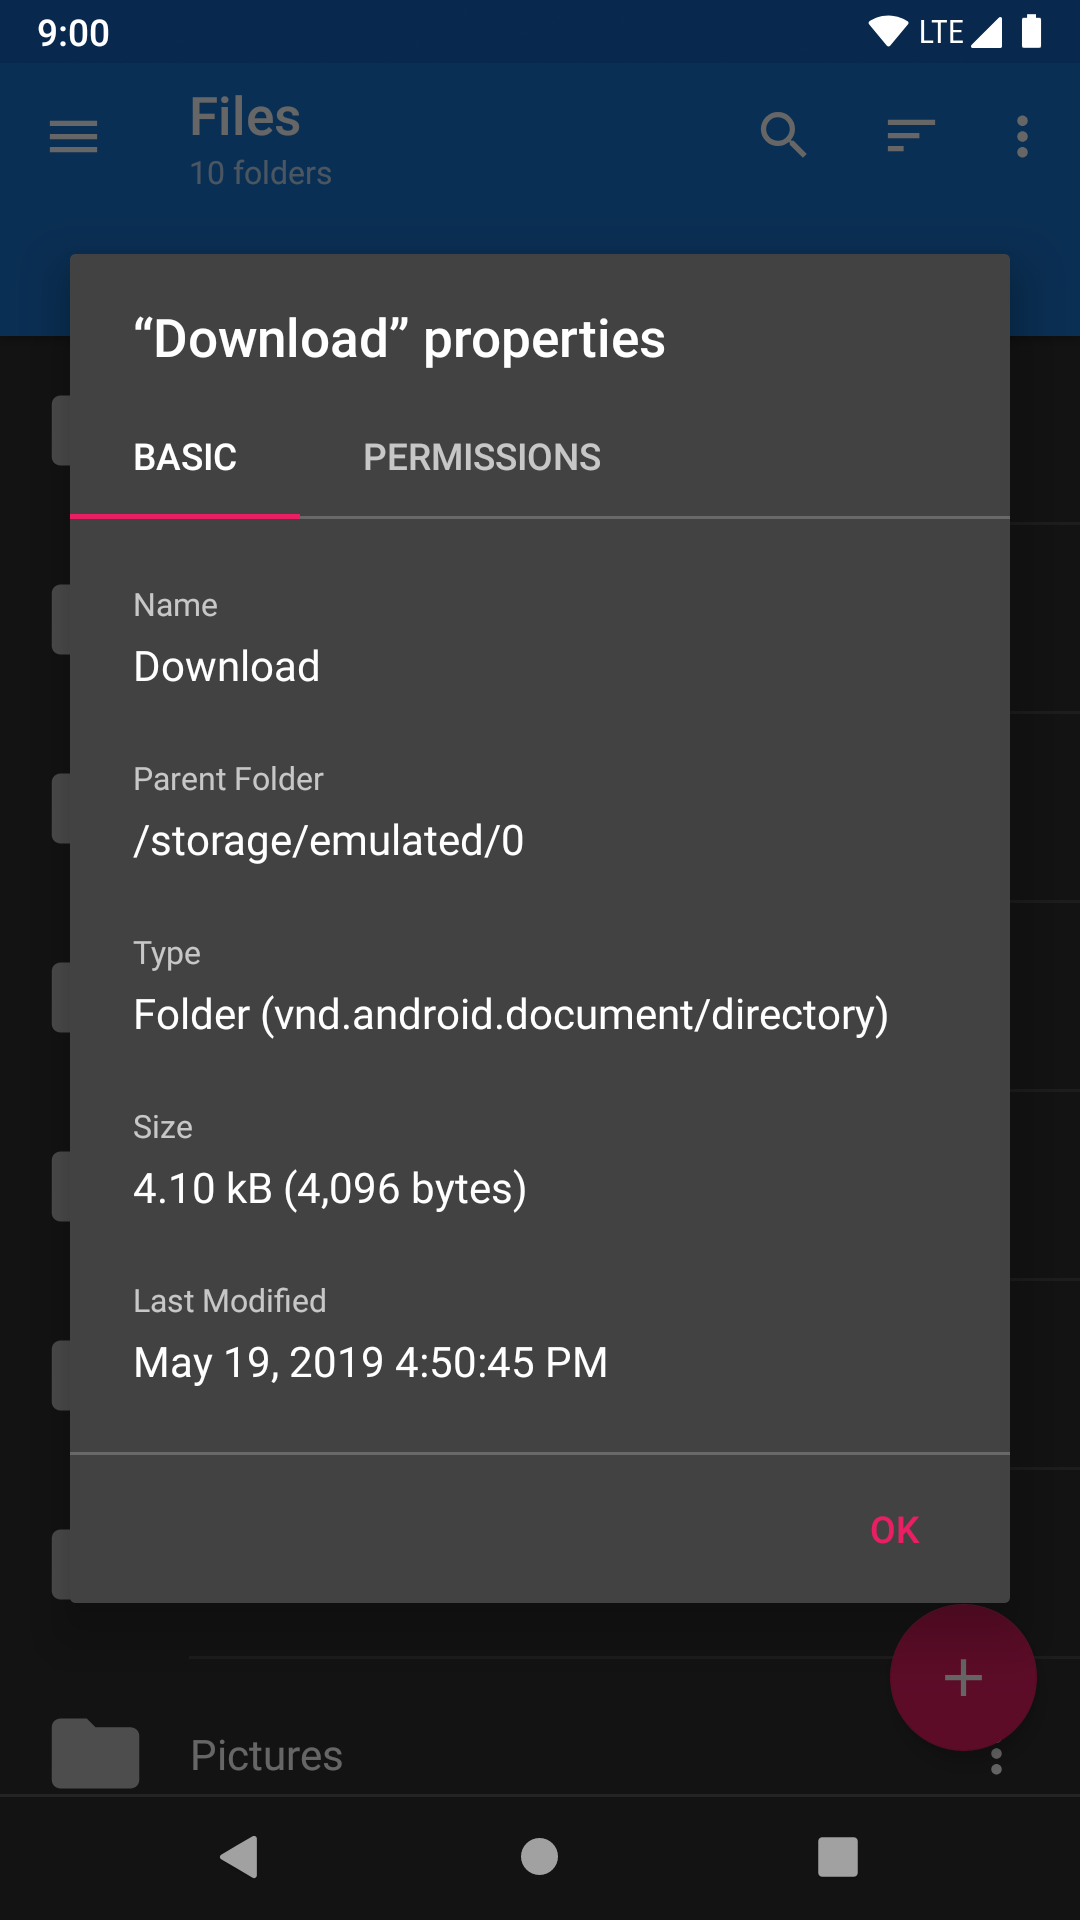 9:00
LTE
Files
10 folders
“Download” properties
BASIC
PERMISSIONS
Name
Download
Parent Folder
/storage/emulated/0
Type
Folder (vnd.android.document/directory)
Size
4.10 kB (4,096 bytes)
Last Modified
May 19, 2019 4:50:45 PM
OK
Pictures